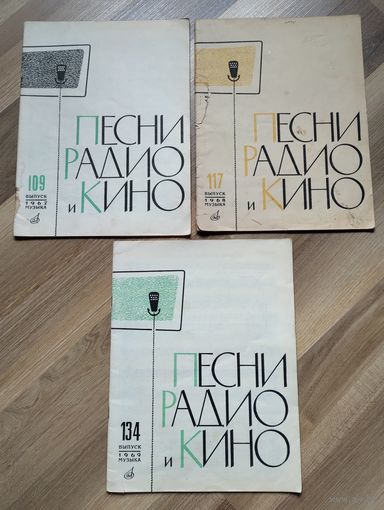 109
ВЫПУСК
1967
МУЗЫКА
ПЕСНИ
РАДИО
и КИНО
117
ВЫПУСК
1968
МУЗЫКА
ПЕСНИ
РАДИО
и КИНО
134
ВЫПУСК
1969
МУЗЫКА
ПЕСНИ
РАДИО
и КИНО